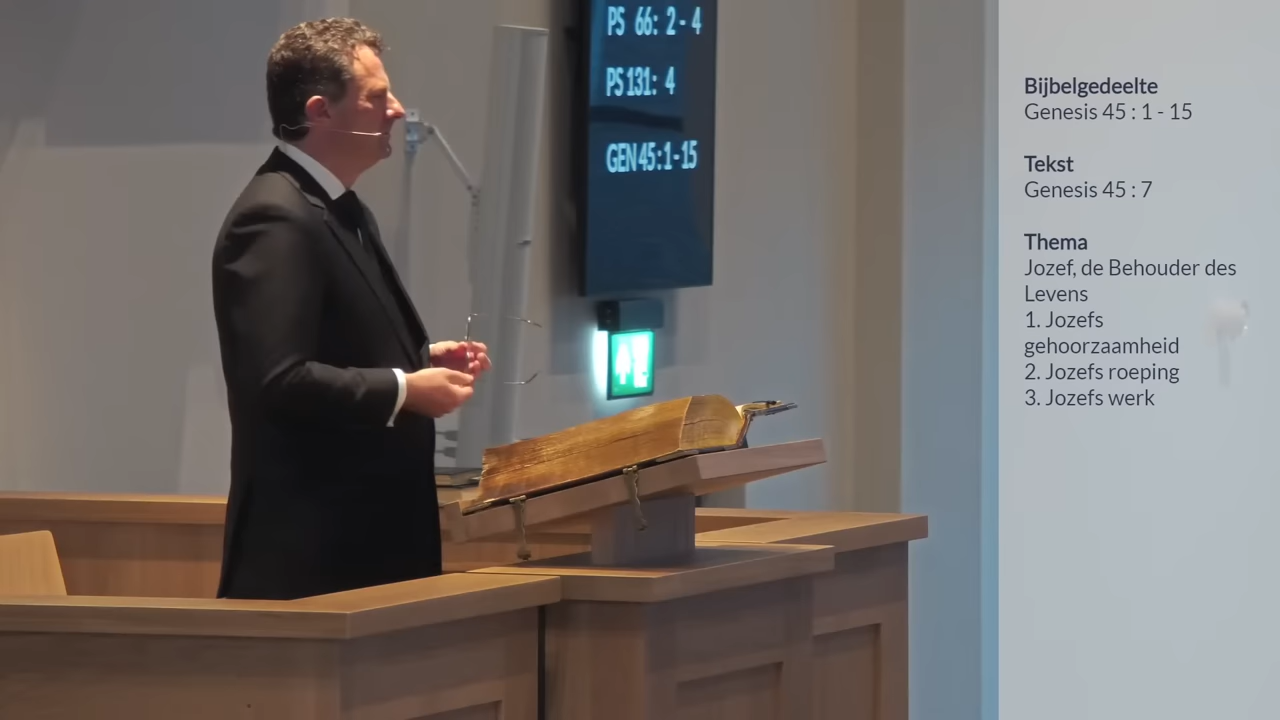 PS 66: 2 - 4
PS 131: 4
GEN 45: 1 - 15
Bijbelgedeelte
Genesis 45 : 1 - 15
Tekst
Genesis 45 : 7
Thema
Jozef, de Behouder des
Levens
1. Jozefs
gehoorzaamheid
2. Jozefs roeping
3. Jozefs werk